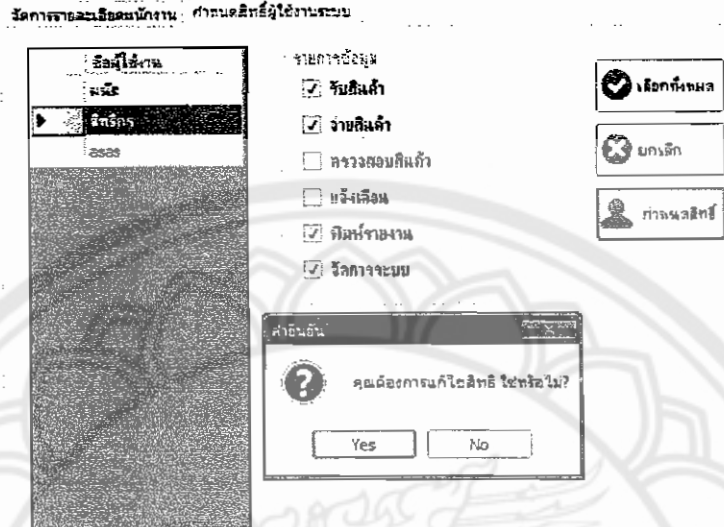 จัดการรายละเอียดพนักงาน กำหนดสิทธิ์ผู้ใช้งานระบบ
ชื่อผู้ใช้งาน
มนัส
สิทธิกร
asas
รายการข้อมูล
รับสินค้า
จ่ายสินค้า
ตรวจสอบสินค้า
แจ้งเตือน
พิมพ์รายงาน
จัดการระบบ
เลือกทั้งหมด
ยกเลิก
กำหนดสิทธิ์
คำยืนยัน
คุณต้องการแก้ไขสิทธิ ใช่หรือไม่?
Yes
No